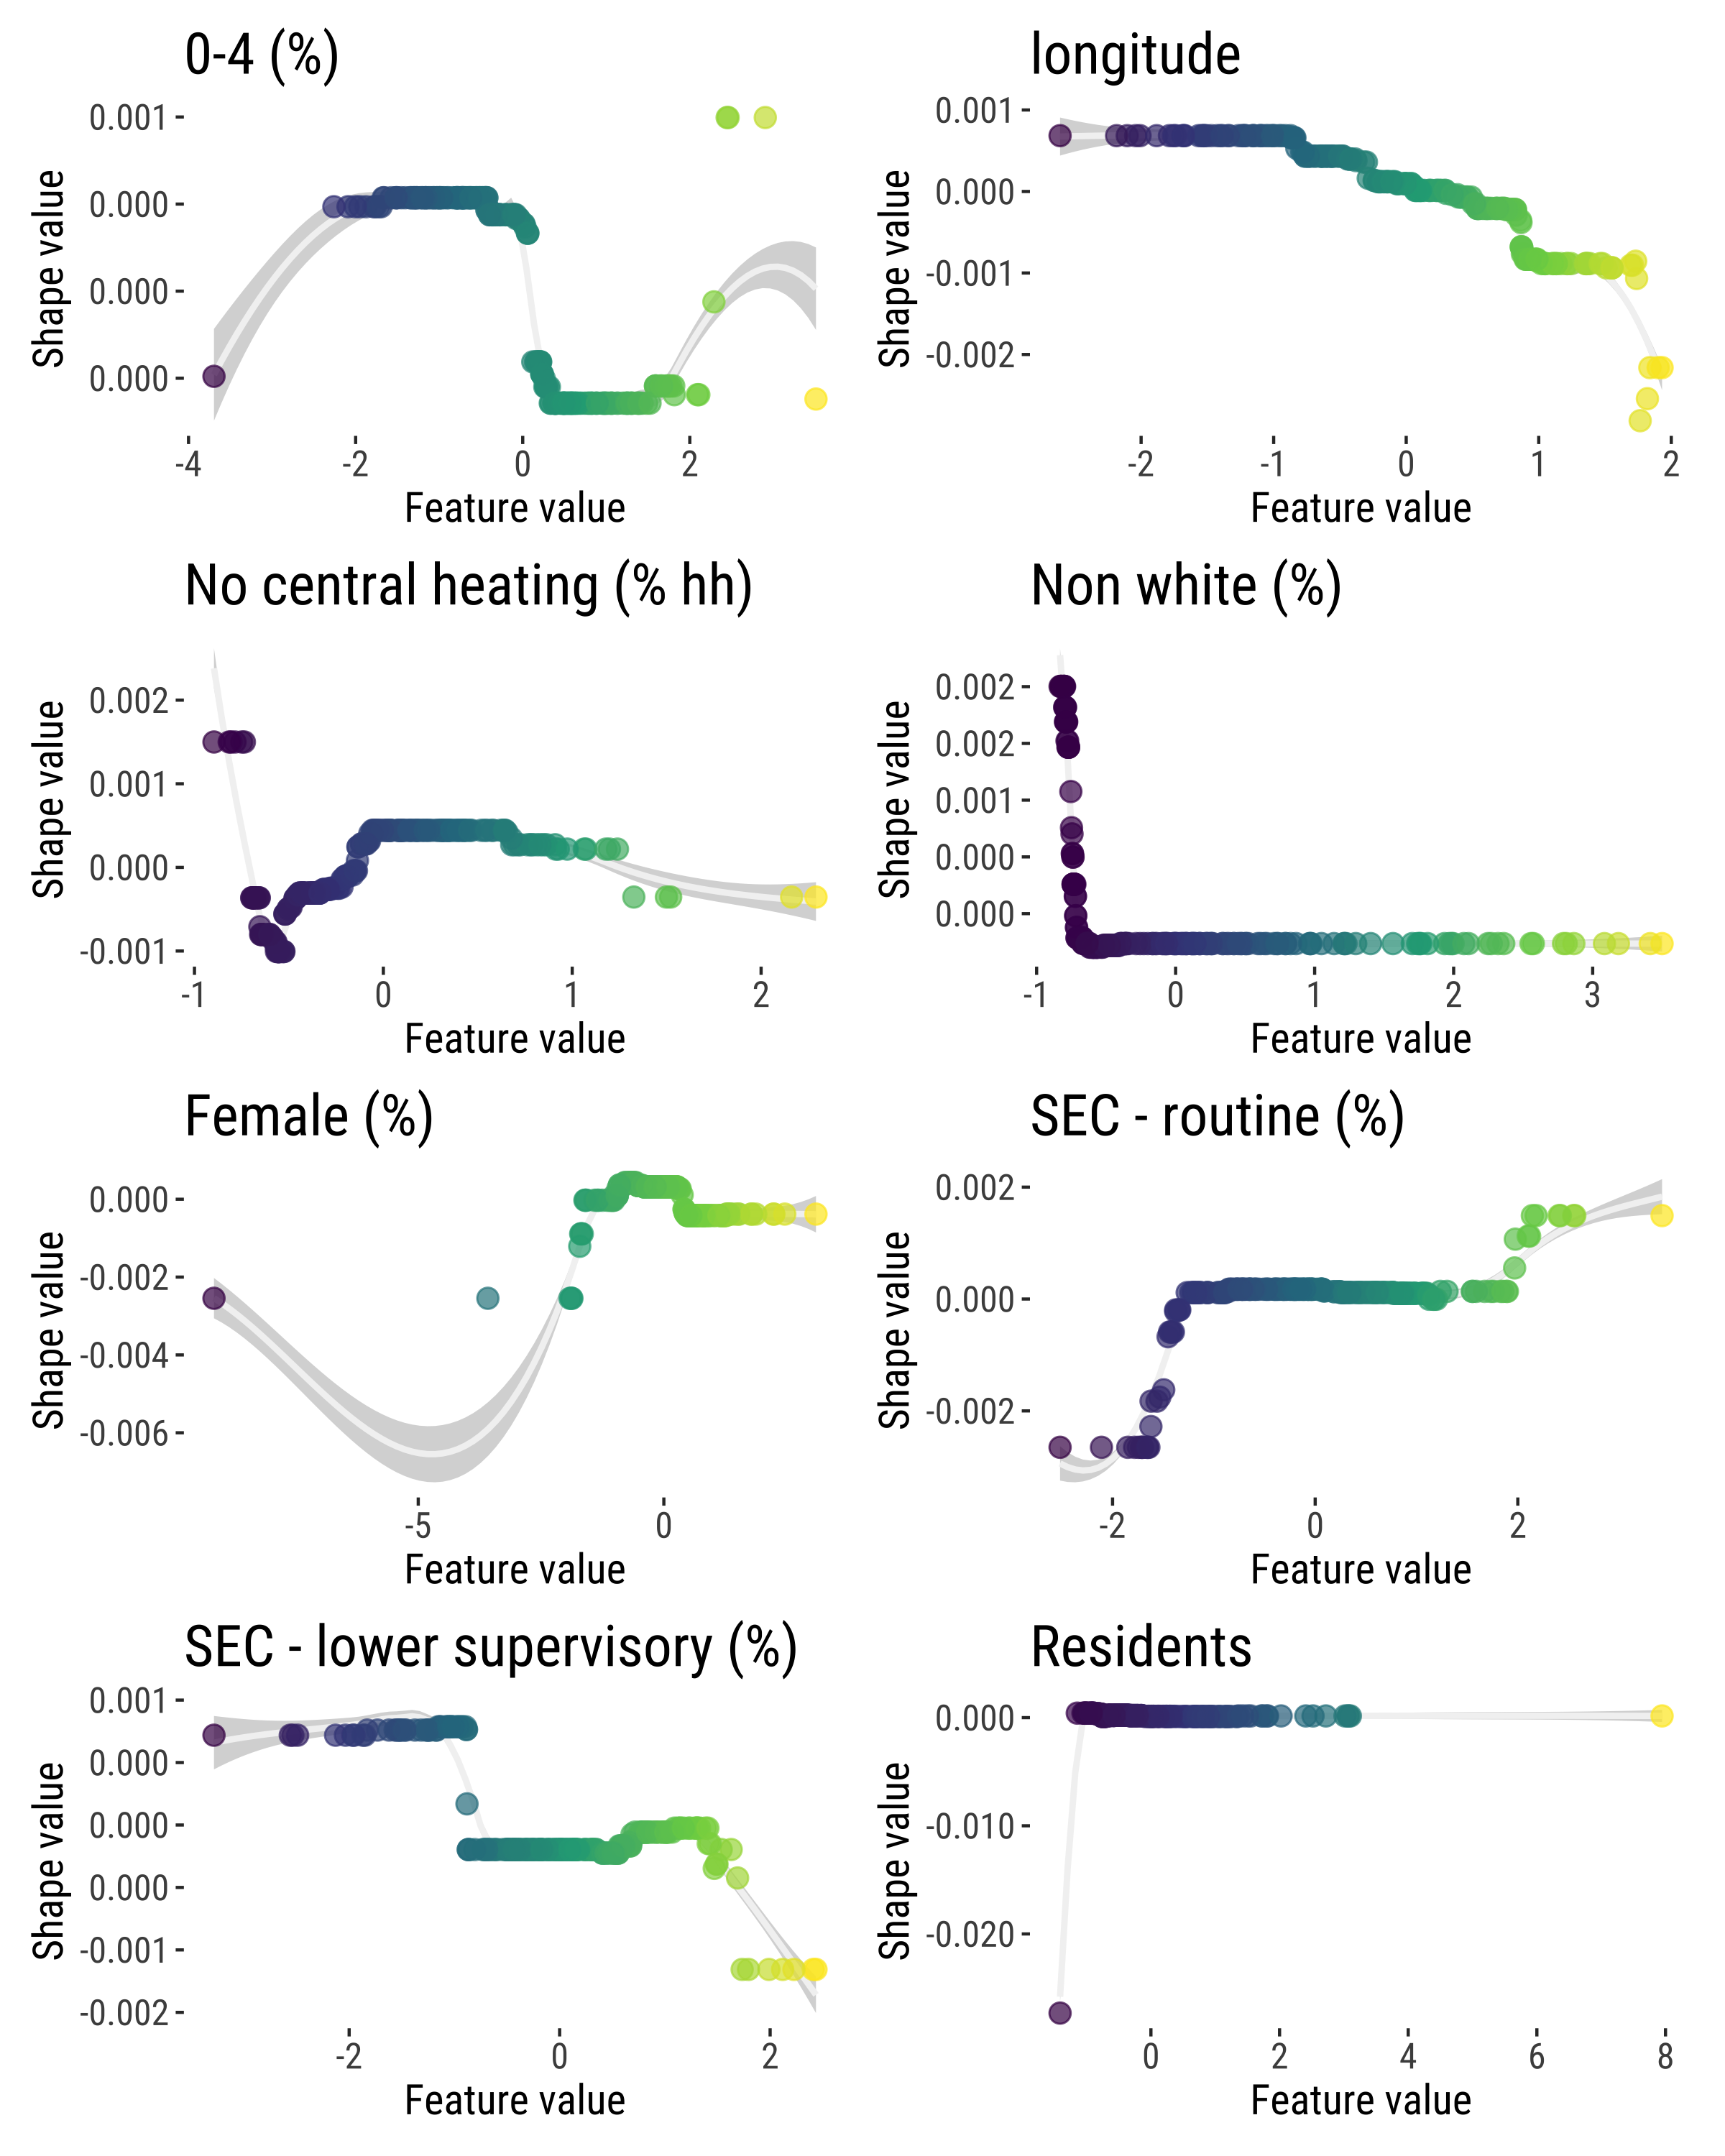 0-4 (%)
Shape value
0.001
0.000
0.000
0.000
-4 -2 0 2
Feature value
longitude
Shape value
0.001
0.000
-0.001
-0.002
-2 -1 0 1 2
Feature value
No central heating (% hh)
Shape value
0.002
0.001
0.000
-0.001
-1 0 1 2
Feature value
Non white (%)
Shape value
0.002
0.002
0.001
0.000
0.000
-1 0 1 2 3
Feature value
Female (%)
Shape value
0.000
-0.002
-0.004
-0.006
-5 0
Feature value
SEC - routine (%)
Shape value
0.002
0.000
-0.002
-2 0 2
Feature value
SEC - lower supervisory (%)
Shape value
0.001
0.000
0.000
0.000
-0.001
-0.002
-2 0 2
Feature value
Residents
Shape value
0.000
-0.010
-0.020
0 2 4 6 8
Feature value